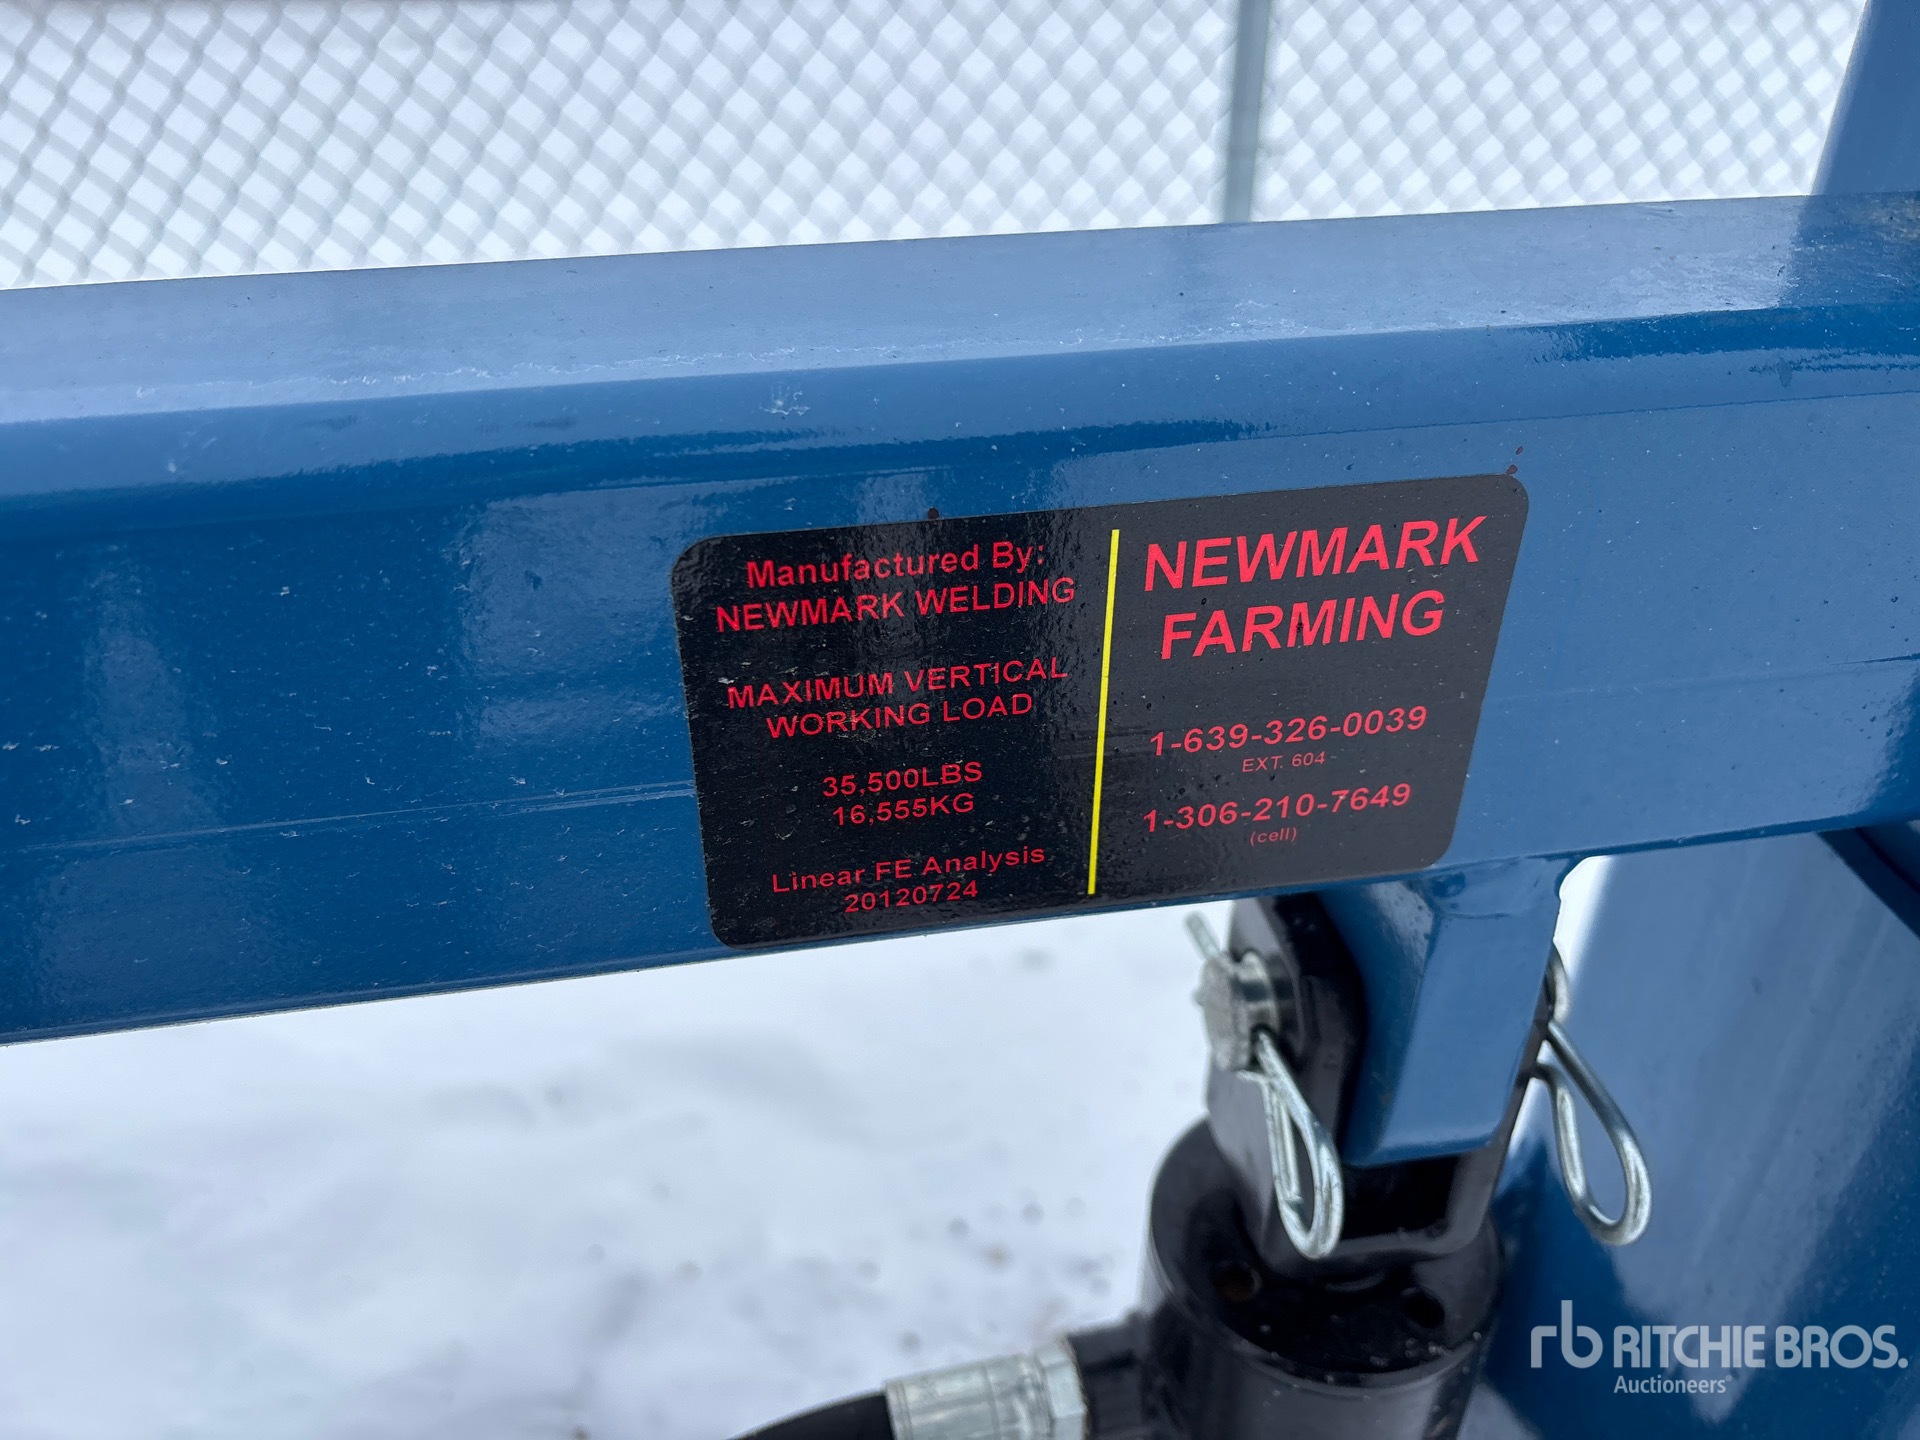 Manufactured By:
NEWMARK WELDING
MAXIMUM VERTICAL
WORKING LOAD
35,500LBS
16,555KG
Linear FE Analysis
20120724
NEWMARK
FARMING
1-639-326-0039
EXT. 604
1-306-210-7649
(cell)
rb RITCHIE BROS.
Auctioneers